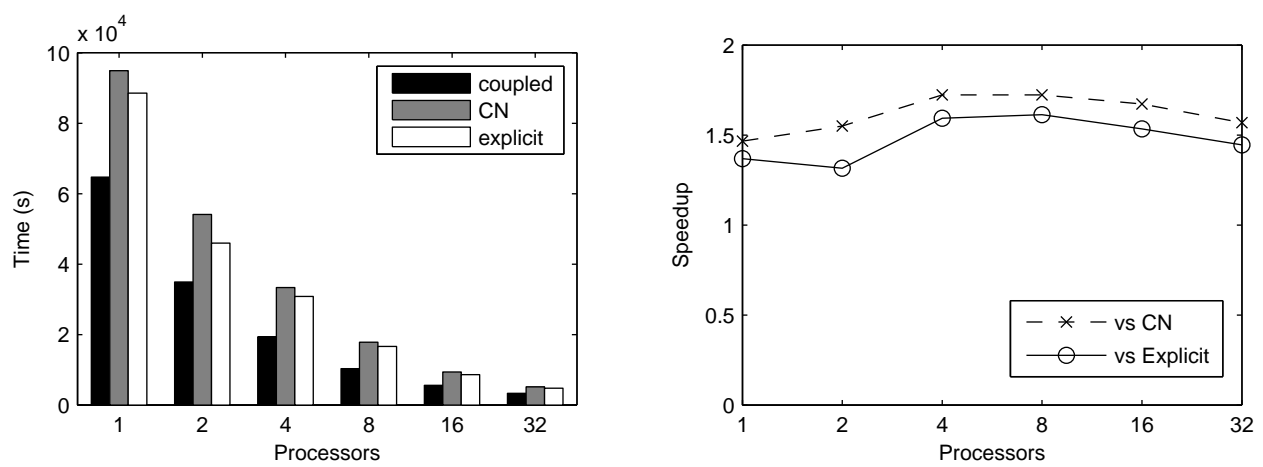 x 10^4
10
8
6
4
2
0
Time (s)
1 2 4 8 16 32
Processors
coupled
CN
explicit
2
1.5
1
0.5
0
Speedup
1 2 4 8 16 32
Processors
vs CN
vs Explicit